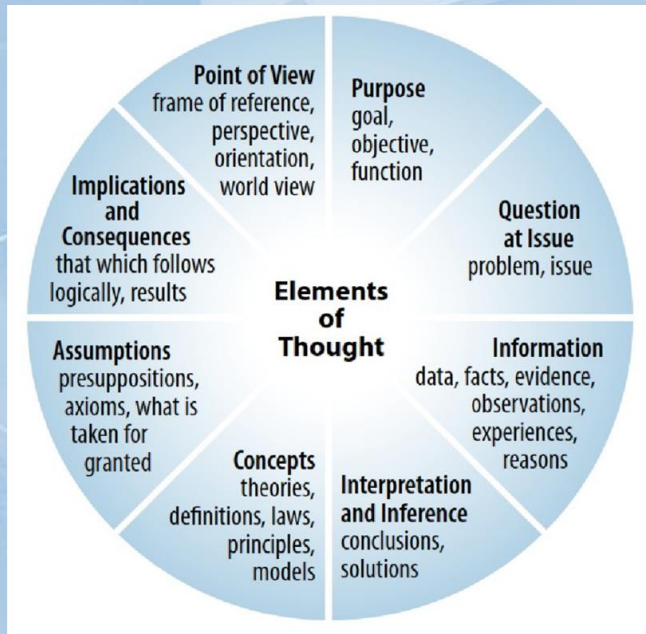 Elements
of
Thought
Purpose
goal,
objective,
function
Question
at Issue
problem, issue
Information
data, facts, evidence,
observations,
experiences,
reasons
Interpretation
and Inference
conclusions,
solutions
Concepts
theories,
definitions, laws,
principles,
models
Assumptions
presuppositions,
axioms, what is
taken for
granted
Implications
and
Consequences
that which follows
logically, results
Point of View
frame of reference,
perspective,
orientation,
world view